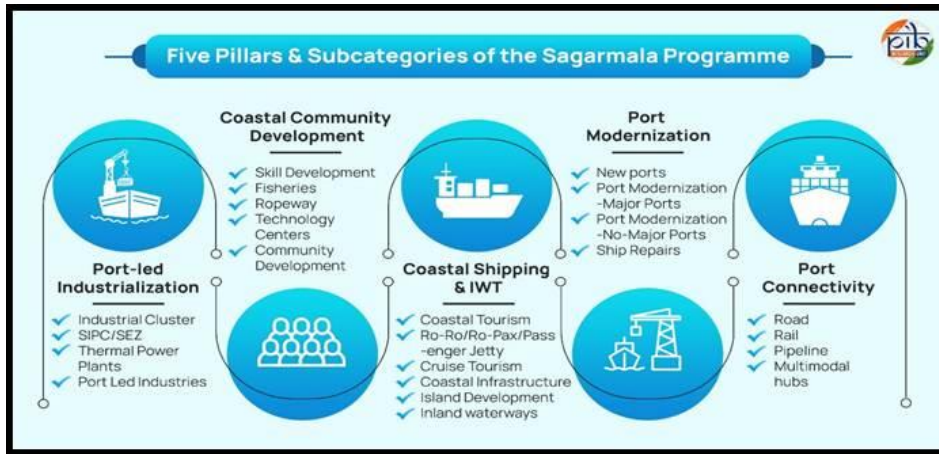 Five Pillars & Subcategories of the Sagarmala Programme
pib
Port-led
Industrialization
Industrial Cluster
SIPC/SEZ
Thermal Power
Plants
Port Led Industries
Coastal Community
Development
Skill Development
Fisheries
Ropeway
Technology
Centers
Community
Development
Coastal Shipping
& IWT
Coastal Tourism
Ro-Ro/Ro-Pax/Pass
-enger Jetty
Cruise Tourism
Coastal Infrastructure
Island Development
Inland waterways
Port
Modernization
New ports
Port Modernization
-Major Ports
Port Modernization
-No-Major Ports
Ship Repairs
Port
Connectivity
Road
Rail
Pipeline
Multimodal
hubs